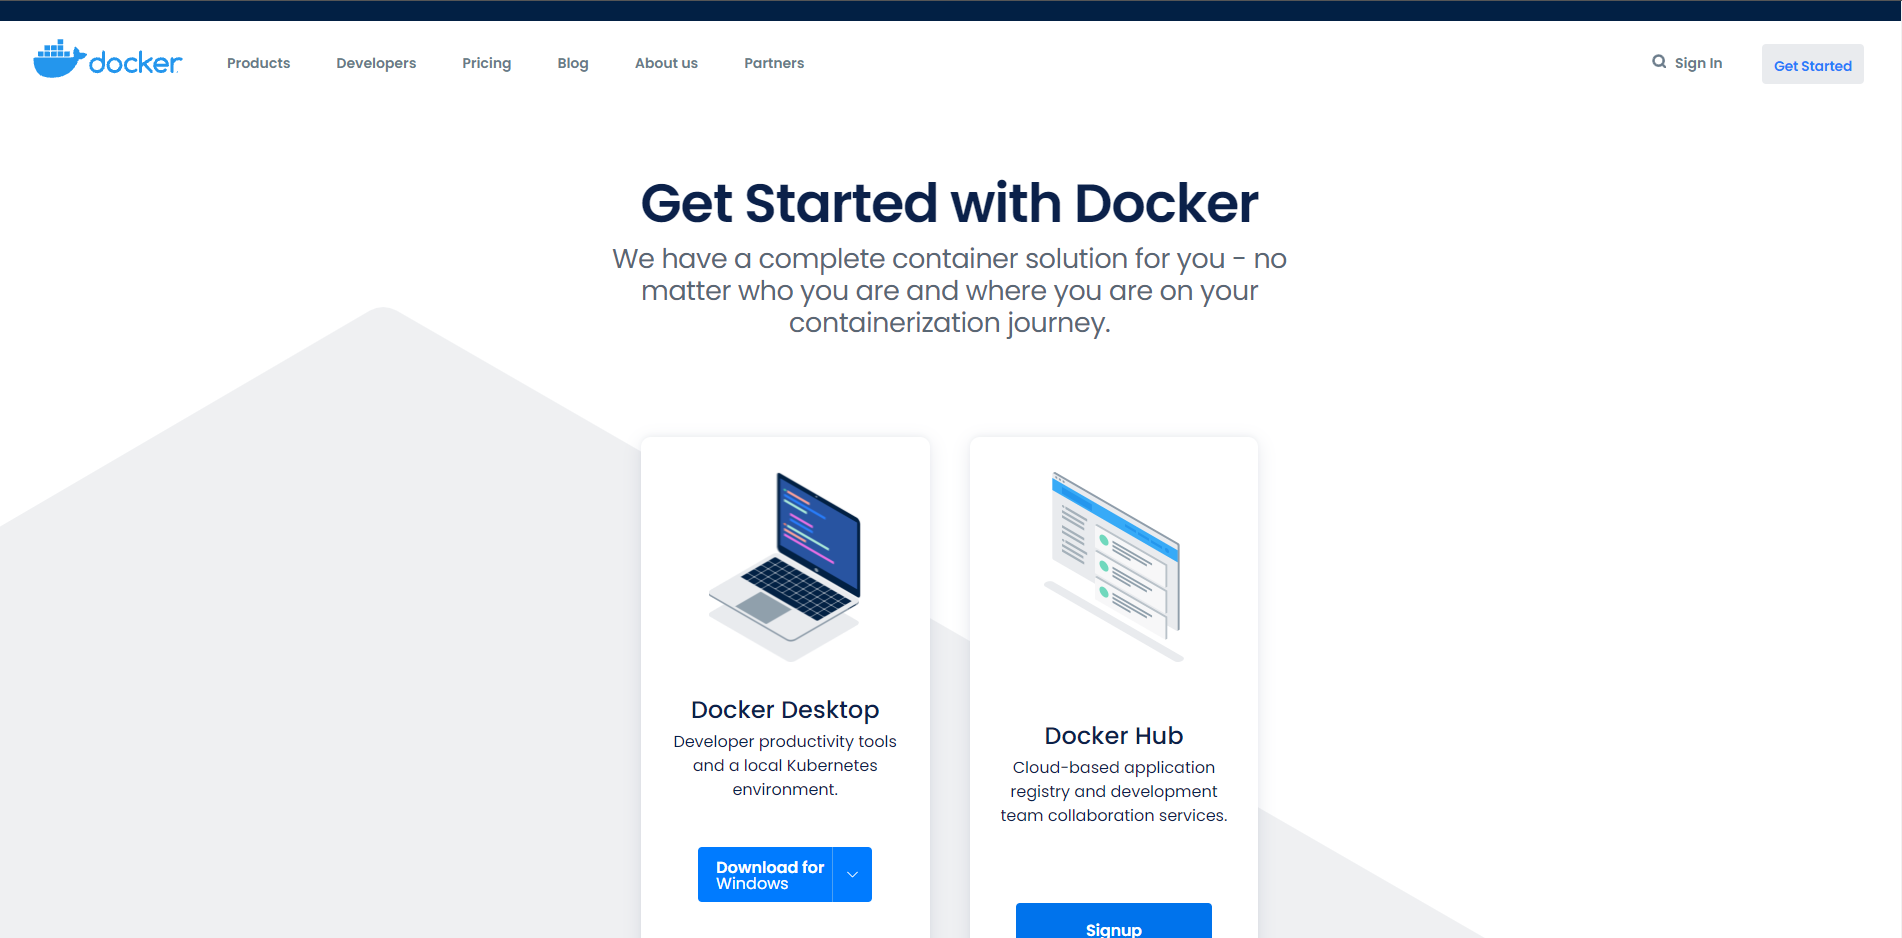 docker
Products
Developers
Pricing
Blog
About us
Partners
Sign In
Get Started
Get Started with Docker
We have a complete container solution for you - no
matter who you are and where you are on your
containerization journey.
Docker Desktop
Developer productivity tools
and a local Kubernetes
environment.
Download for
Windows
Docker Hub
Cloud-based application
registry and development
team collaboration services.
Signup